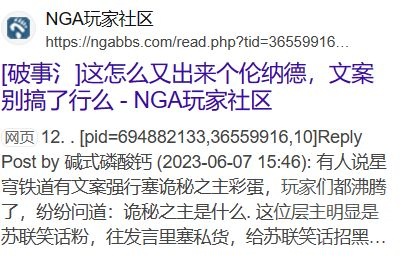 NGA玩家社区
https://ngabbs.com/read.php?tid=36559916...
[破事氵]这怎么又出来个伦纳德，文案
别搞了行么 - NGA玩家社区
网页 12. . [pid=694882133,36559916,10]Reply
Post by 碱式磷酸钙 (2023-06-07 15:46): 有人说星
穹铁道有文案强行塞诡秘之主彩蛋，玩家们都沸腾
了，纷纷问道：诡秘之主是什么. 这位层主明显是
苏联笑话粉，往发言里塞私货，给苏联笑话招黑...